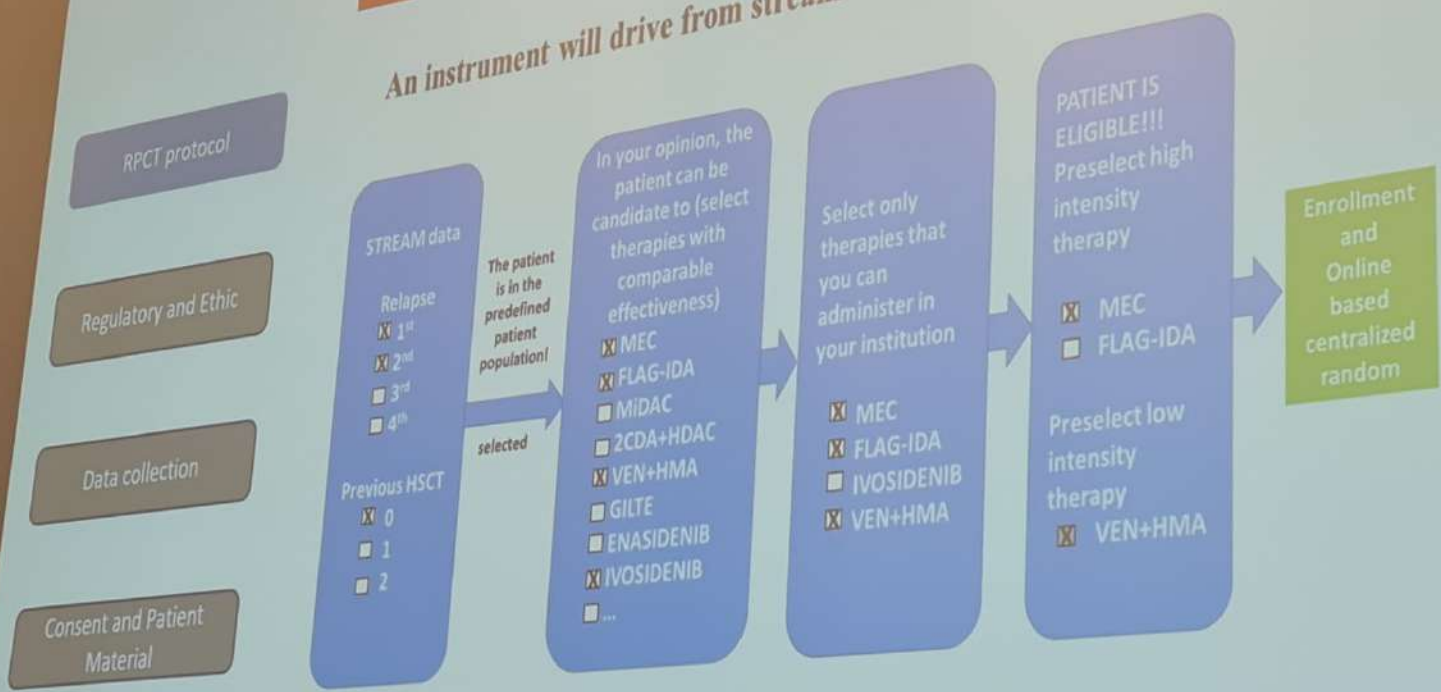 An instrument will drive from
RPCT protocol
Regulatory and Ethic
Data collection
Consent and Patient
Material
STREAM data
Relapse
1st
2nd
3rd
4th
Previous HSCT
0
1
2
The patient
is in the
predefined
patient
population!
selected
In your opinion, the
patient can be
candidate to (select
therapies with
comparable
effectiveness)
MEC
FLAG-IDA
MiDAC
2CDA+HDAC
VEN+HMA
GILTE
ENASIDENIB
IVOSIDENIB
...
Select only
therapies that
you can
administer in
your institution
MEC
FLAG-IDA
IVOSIDENIB
VEN+HMA
PATIENT IS
ELIGIBLE!!!
Preselect high
intensity
therapy
MEC
FLAG-IDA
Preselect low
intensity
therapy
VEN+HMA
Enrollment
and
Online
based
centralized
random